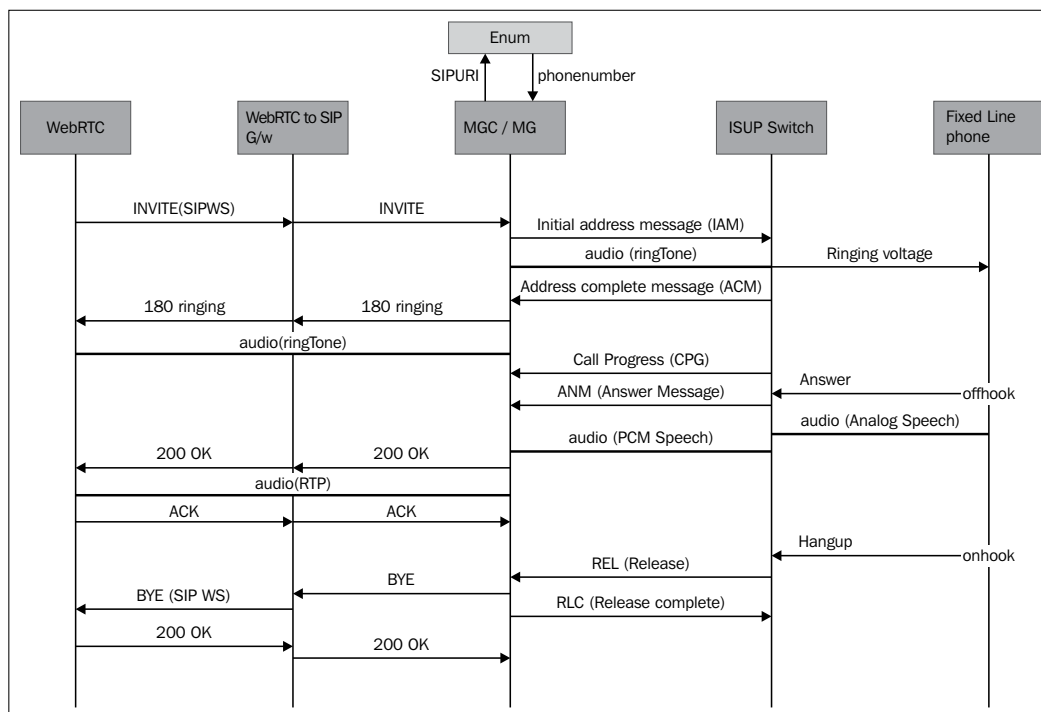 Enum
SIPURI
phonenumber
WebRTC
WebRTC to SIP
G/w
MGC / MG
ISUP Switch
Fixed Line
phone
INVITE(SIPWS)
INVITE
Initial address message (IAM)
audio (ringTone)
Ringing voltage
Address complete message (ACM)
180 ringing
180 ringing
audio(ringTone)
Call Progress (CPG)
Answer
offhook
ANM (Answer Message)
audio (Analog Speech)
audio (PCM Speech)
200 OK
200 OK
audio(RTP)
ACK
ACK
Hangup
onhook
REL (Release)
BYE
BYE (SIP WS)
RLC (Release complete)
200 OK
200 OK